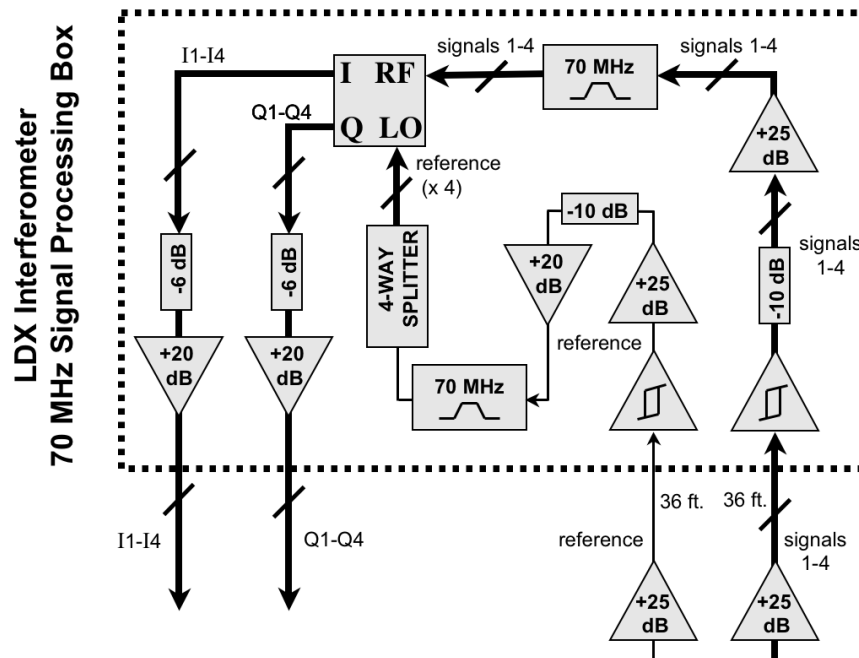 LDX Interferometer
70 MHz Signal Processing Box
I1-I4
signals 1-4
signals 1-4
I RF
Q LO
70 MHz
+25
dB
Q1-Q4
reference
(x 4)
-10 dB
-6 dB
-6 dB
4-WAY
SPLITTER
+20
dB
+25
dB
-10 dB
signals
1-4
+20
dB
+20
dB
reference
70 MHz
36 ft.
36 ft.
I1-I4
Q1-Q4
reference
signals
1-4
+25
dB
+25
dB